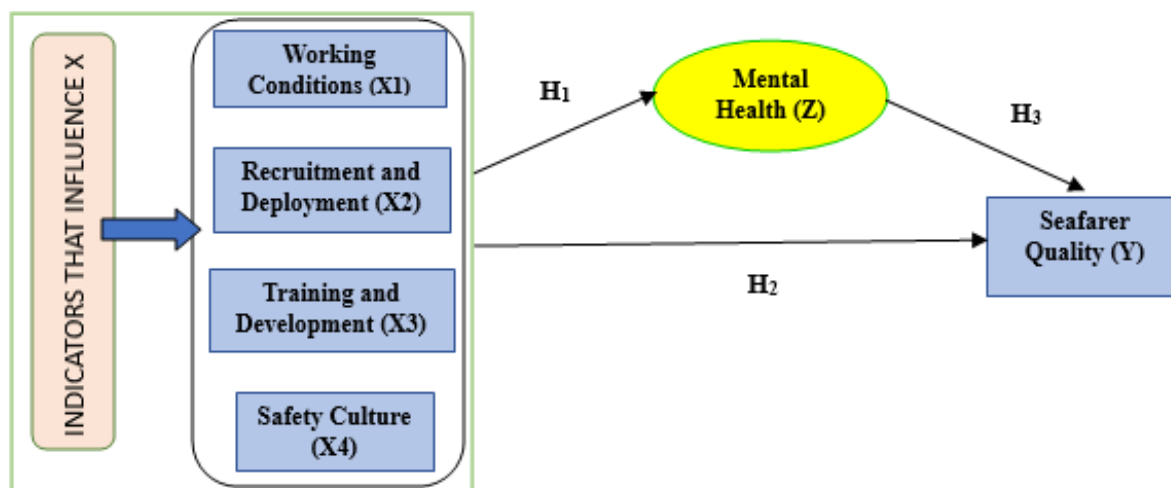 INDICATORS THAT INFLUENCE X
Working
Conditions (X1)
Recruitment and
Deployment (X2)
Training and
Development (X3)
Safety Culture
(X4)
H₁
Mental
Health (Z)
H₃
H₂
Seafarer
Quality (Y)